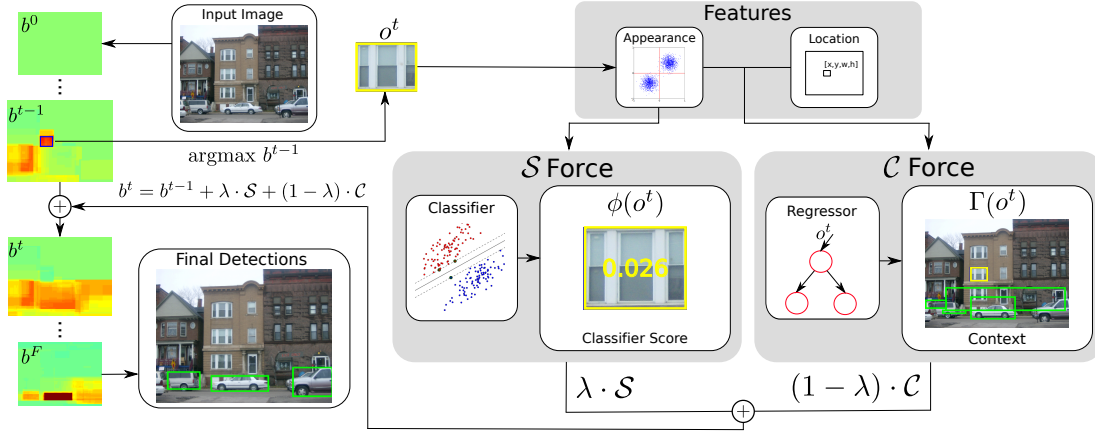 b^0
Input Image
o^t
Features
Appearance
Location
[x,y,w,h]
b^{t-1}
argmax b^{t-1}
b^t = b^{t-1} + λ · S + (1 − λ) · C
+
S Force
C Force
Classifier
ϕ(o^t)
0.026
Classifier Score
Regressor
o^t
Γ(o^t)
Context
b^t
Final Detections
b^F
λ · S
(1 − λ) · C
+